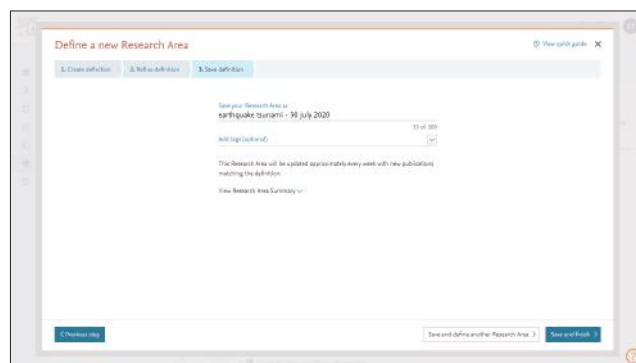 Define a new Research Area
View quick guide
1. Create definition
2. Refine definition
3. Save definition
Save your Research Area as
earthquake tsunami - 30 July 2020
Add tags (optional)
This Research Area will be updated approximately every week with new publications
matching the definition.
View Research Area Summary
Previous step
Save and define another Research Area
Save and finish